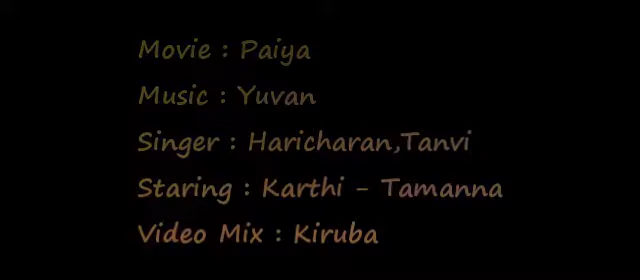 Movie : Paiya
Music : Yuvan
Singer : Haricharan,Tanvi
Staring : Karthi - Tamanna
Video Mix : Kiruba